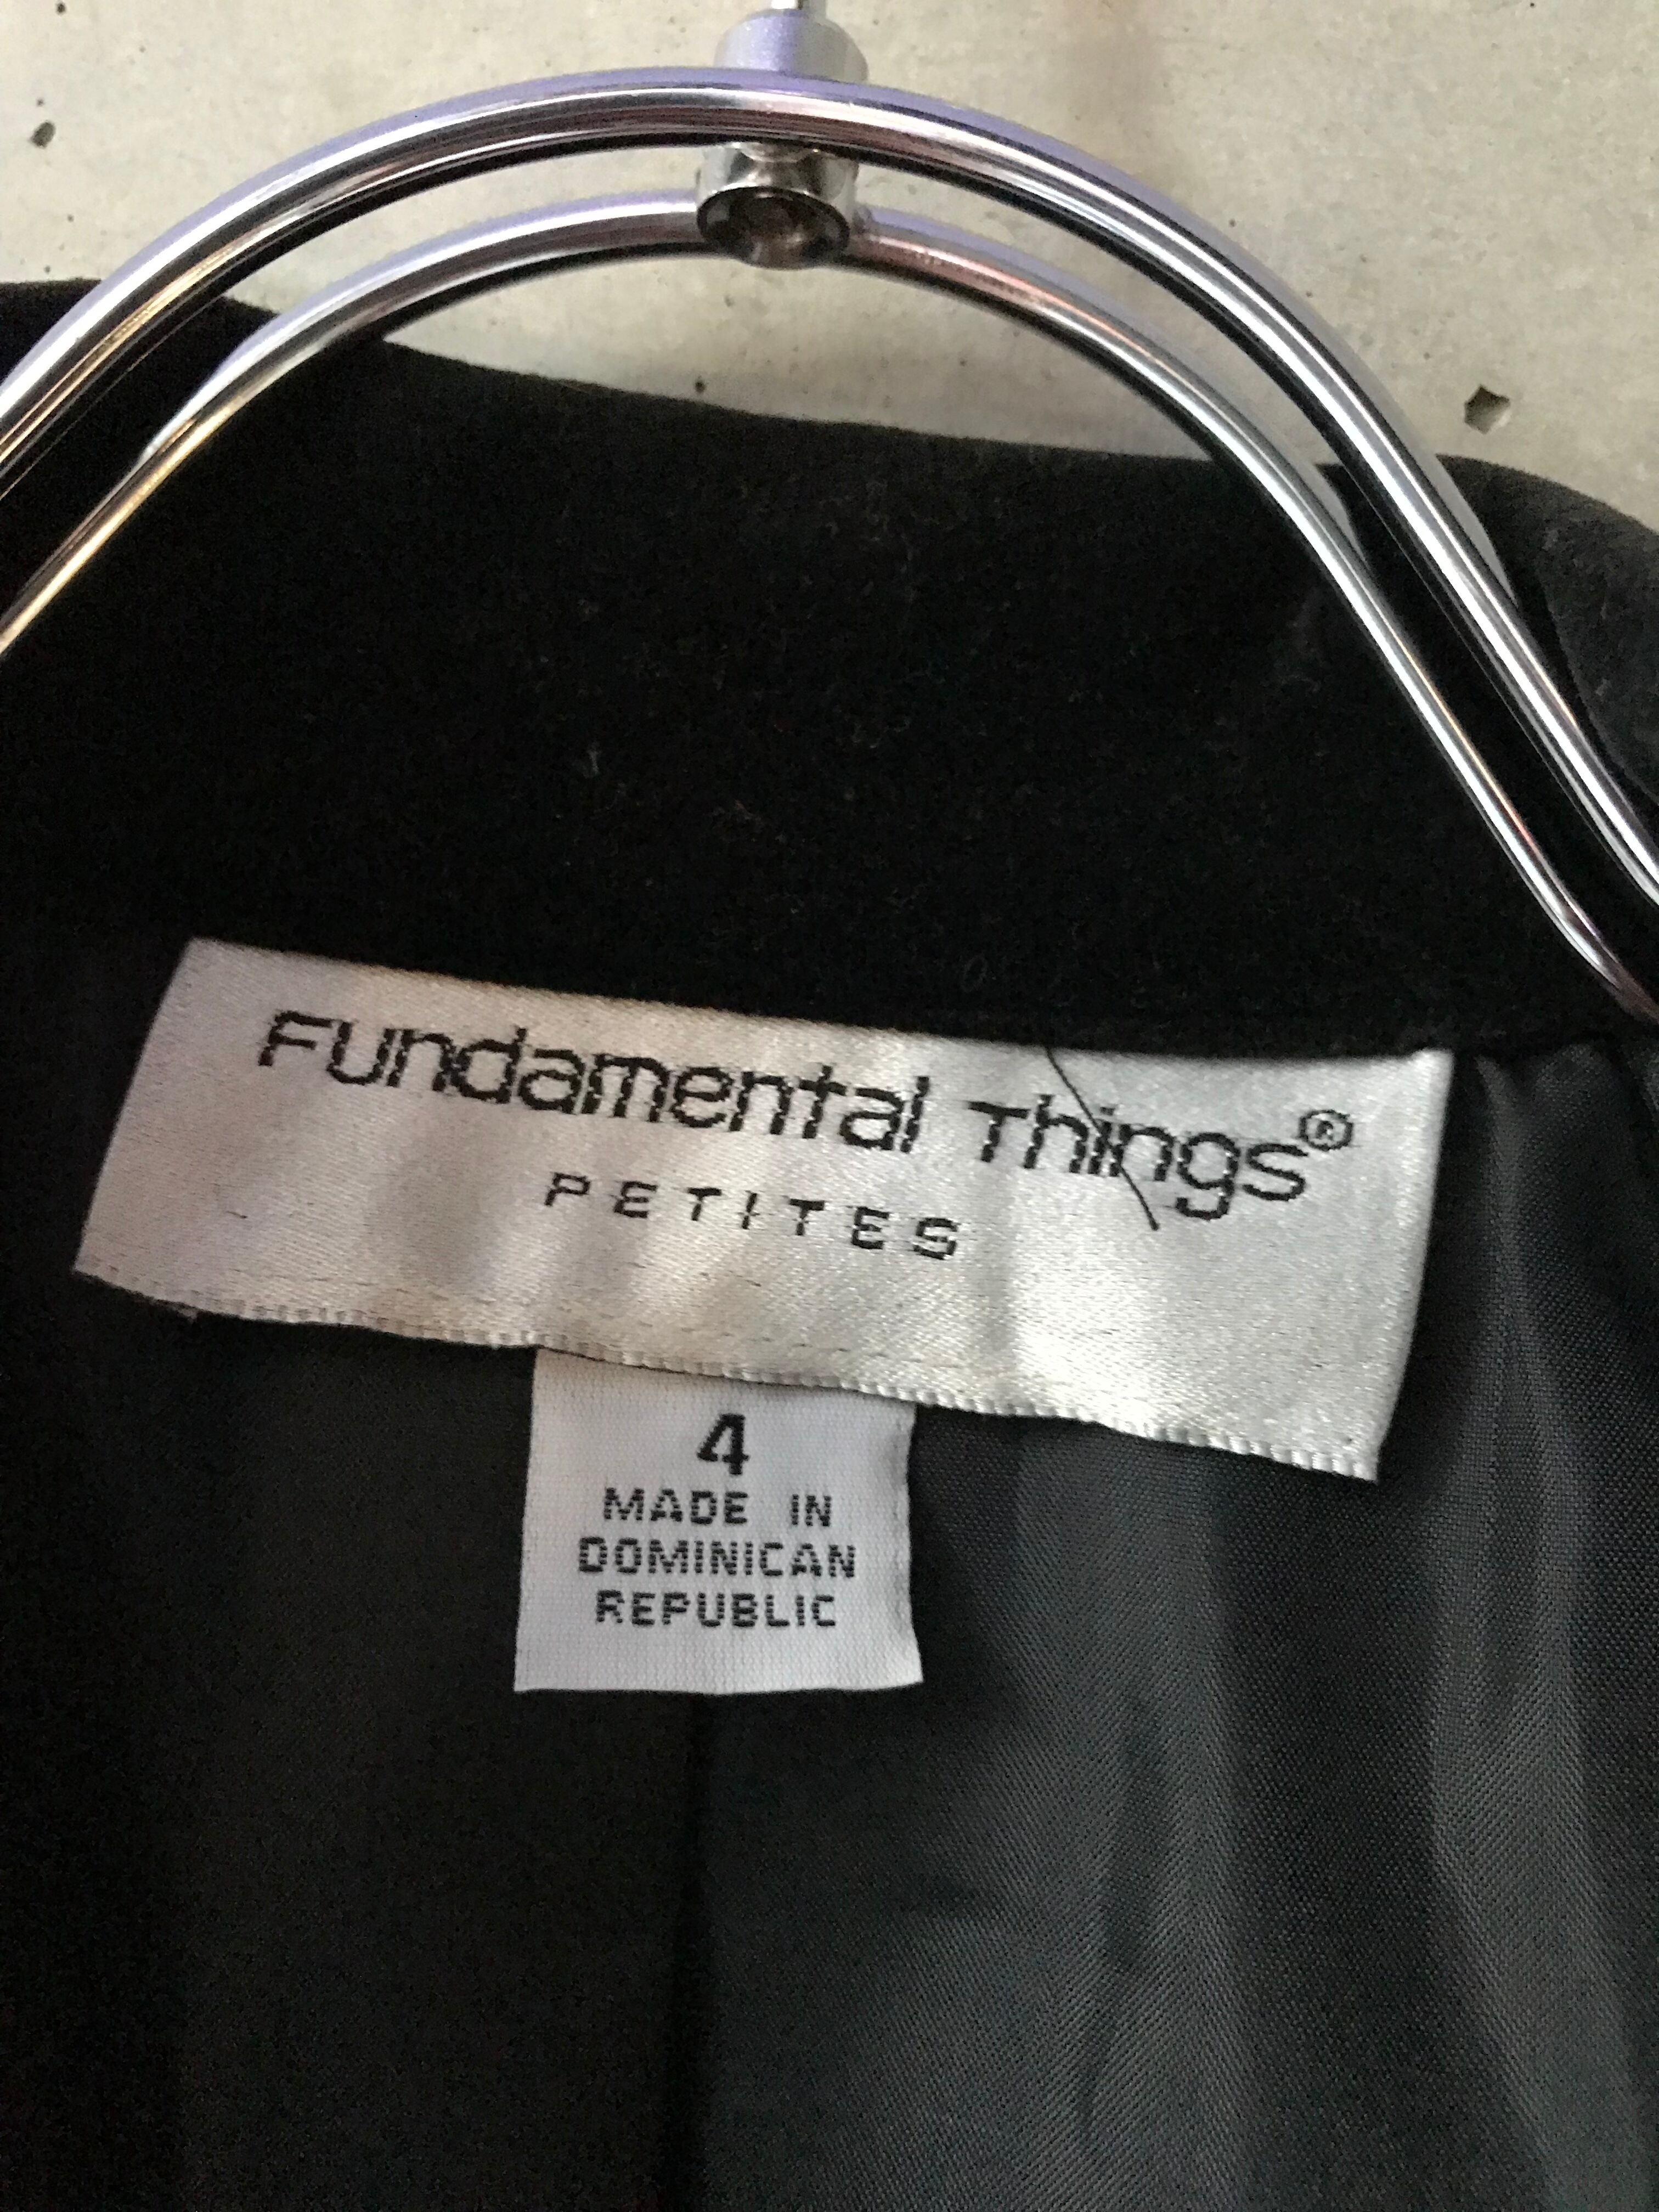 Fundamental Things®
PETITES
4
MADE IN
DOMINICAN
REPUBLIC